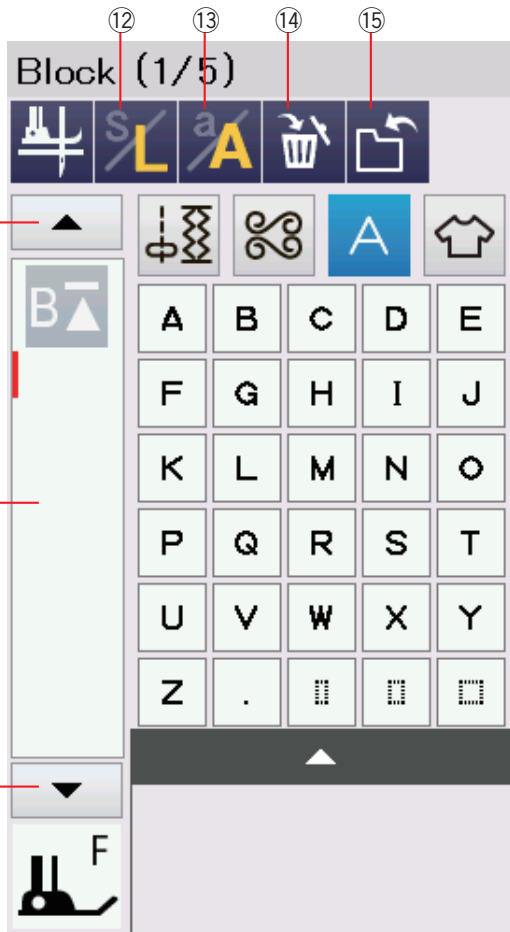 ⑫ ⑬ ⑭ ⑮
Block (1/5)
S/L a/A
A
B
A B C D E
F G H I J
K L M N O
P Q R S T
U V W X Y
Z .
F